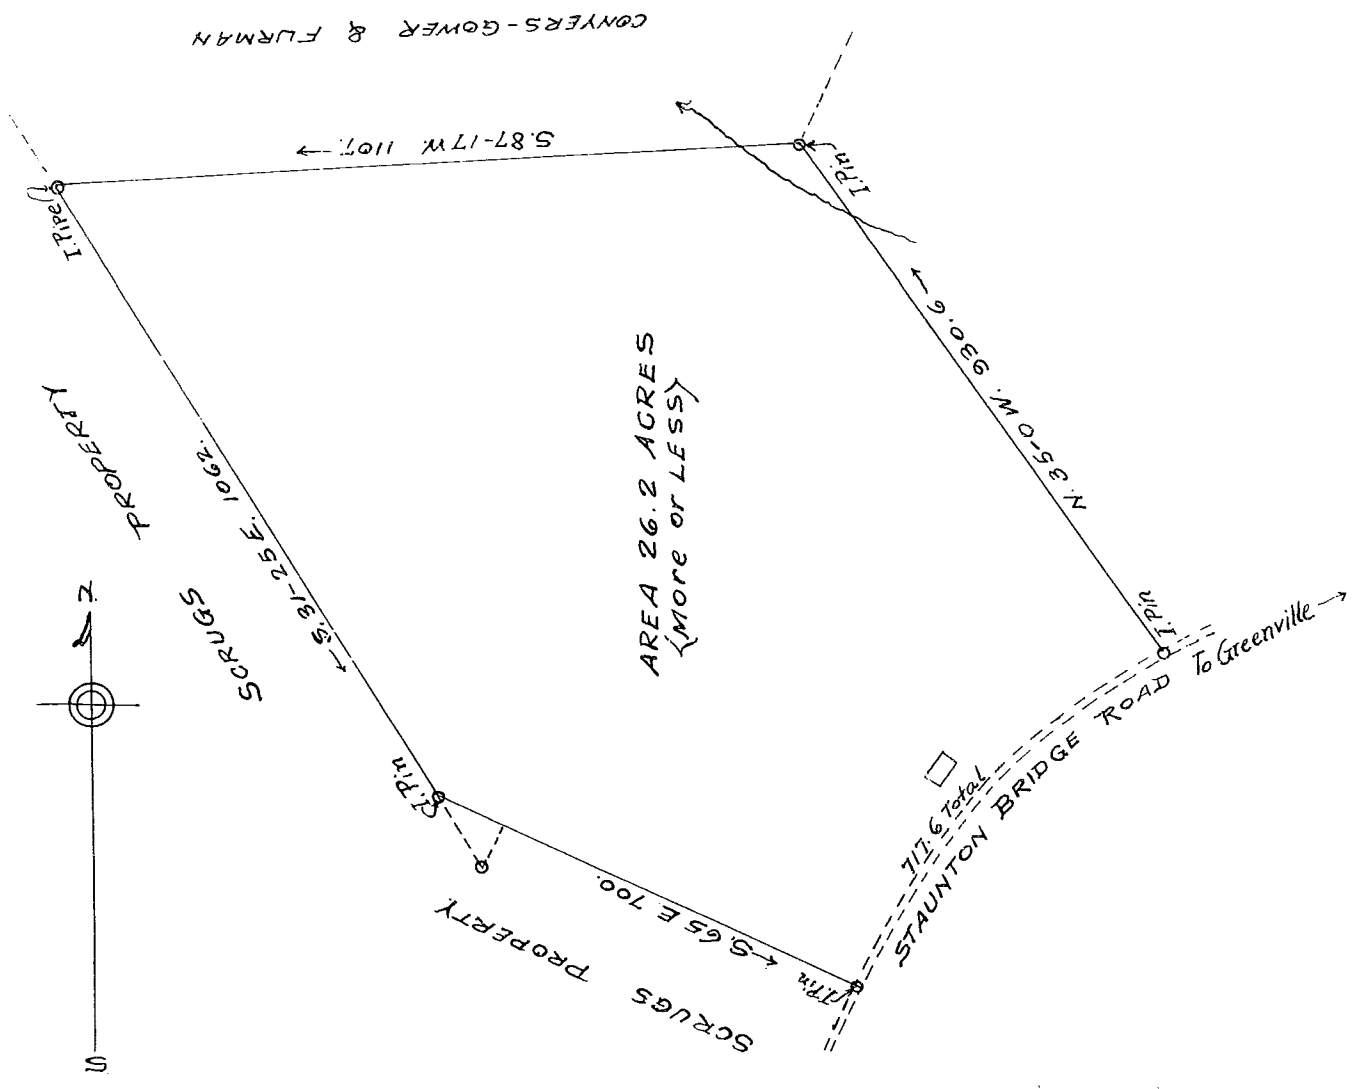 CONYERS-GOWER & FURMAN
S.87-17W. 1107.
I.Pipe
I.Pin
N.35-0W. 930.6
AREA 26.2 ACRES
(More or LESS)
SCRUGS PROPERTY
S.31-25E. 1062.
N
S
I.Pin
I.Pin
To Greenville
STAUNTON BRIDGE ROAD
717.6 Total
S.65 E 700.
I.Pin
SCRUGS PROPERTY